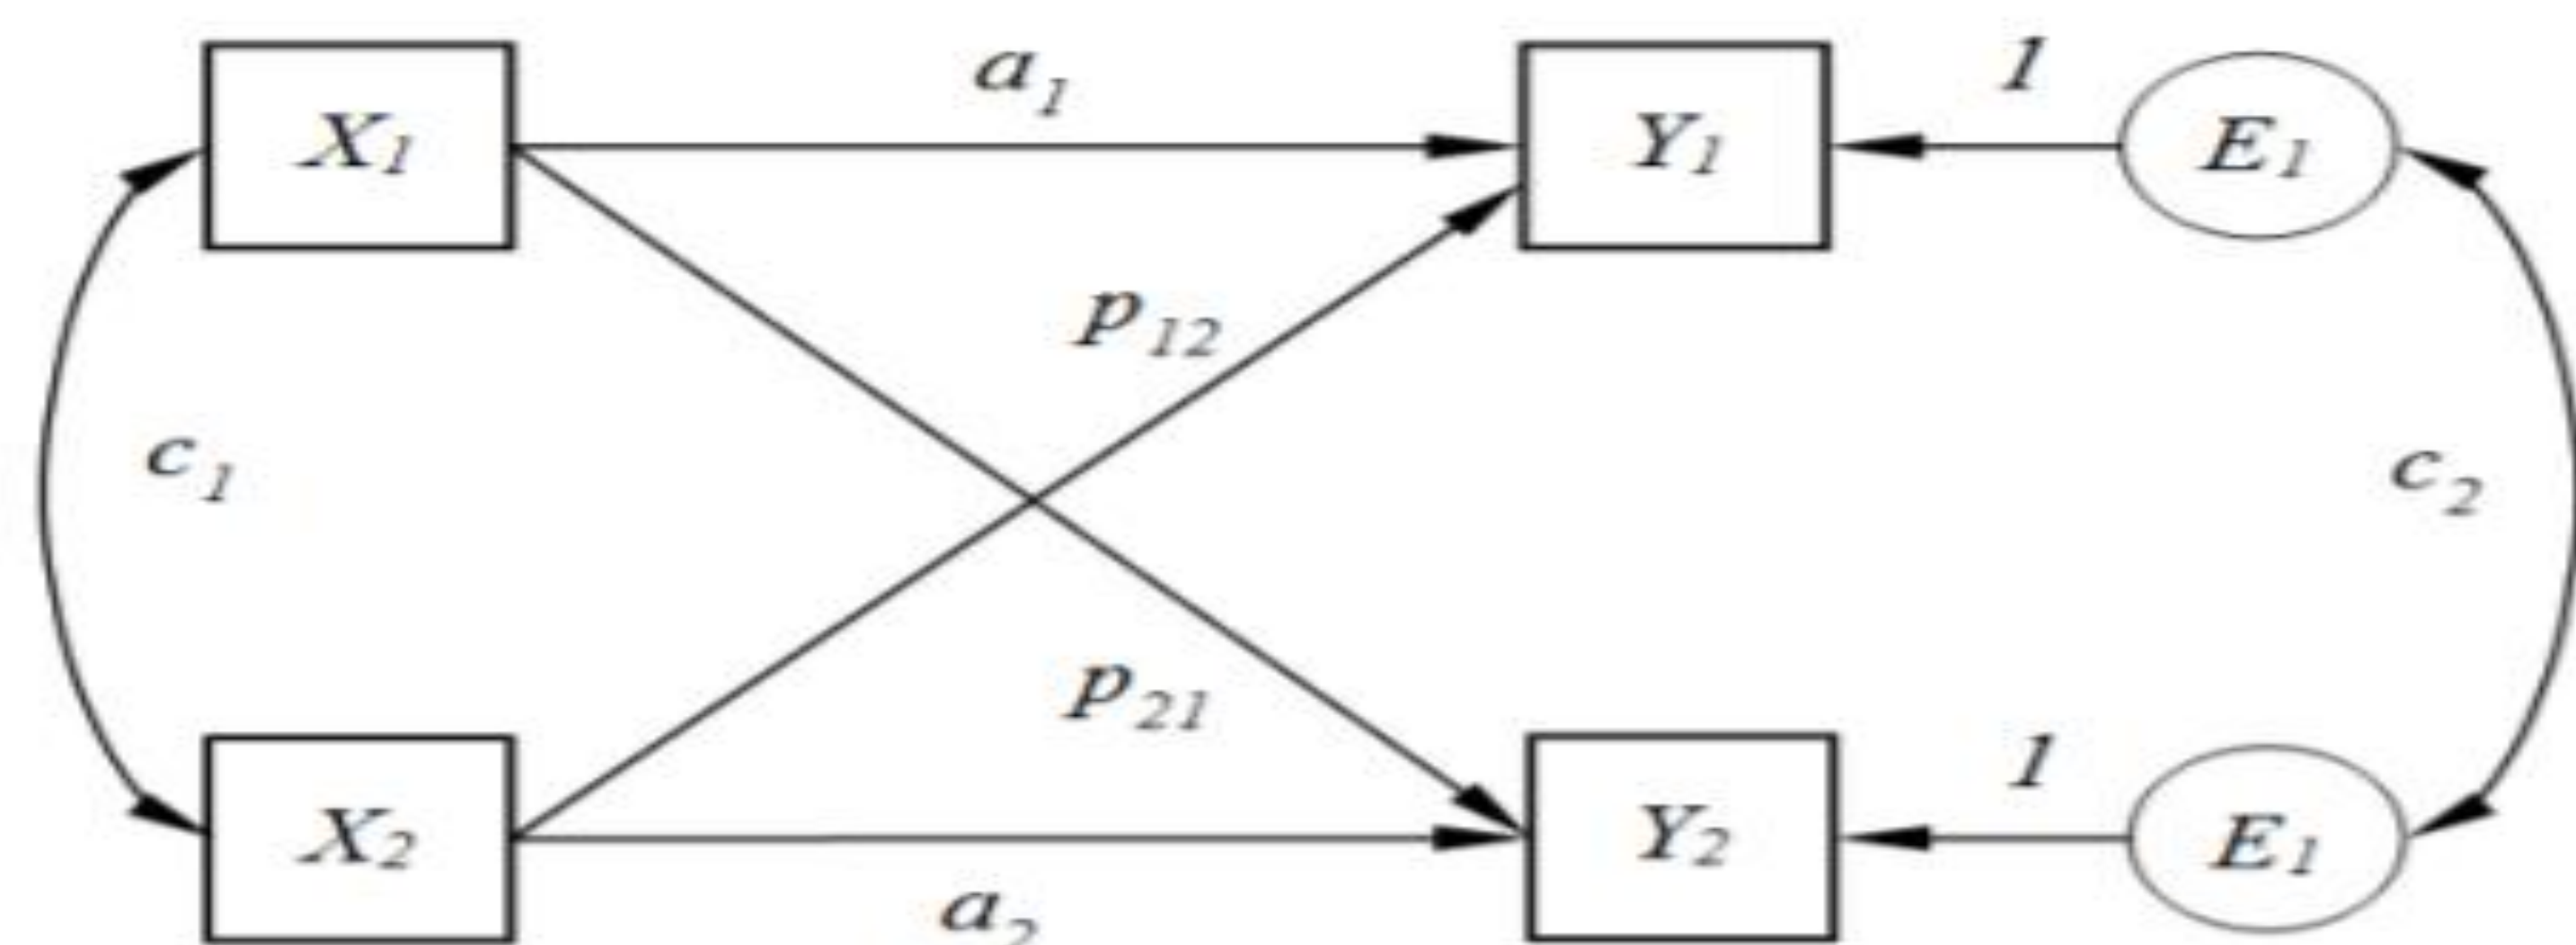 a₁ 1
X₁ Y₁ E₁
p₁₂
c₁ c₂
p₂₁
1
X₂ Y₂ E₁
a₂